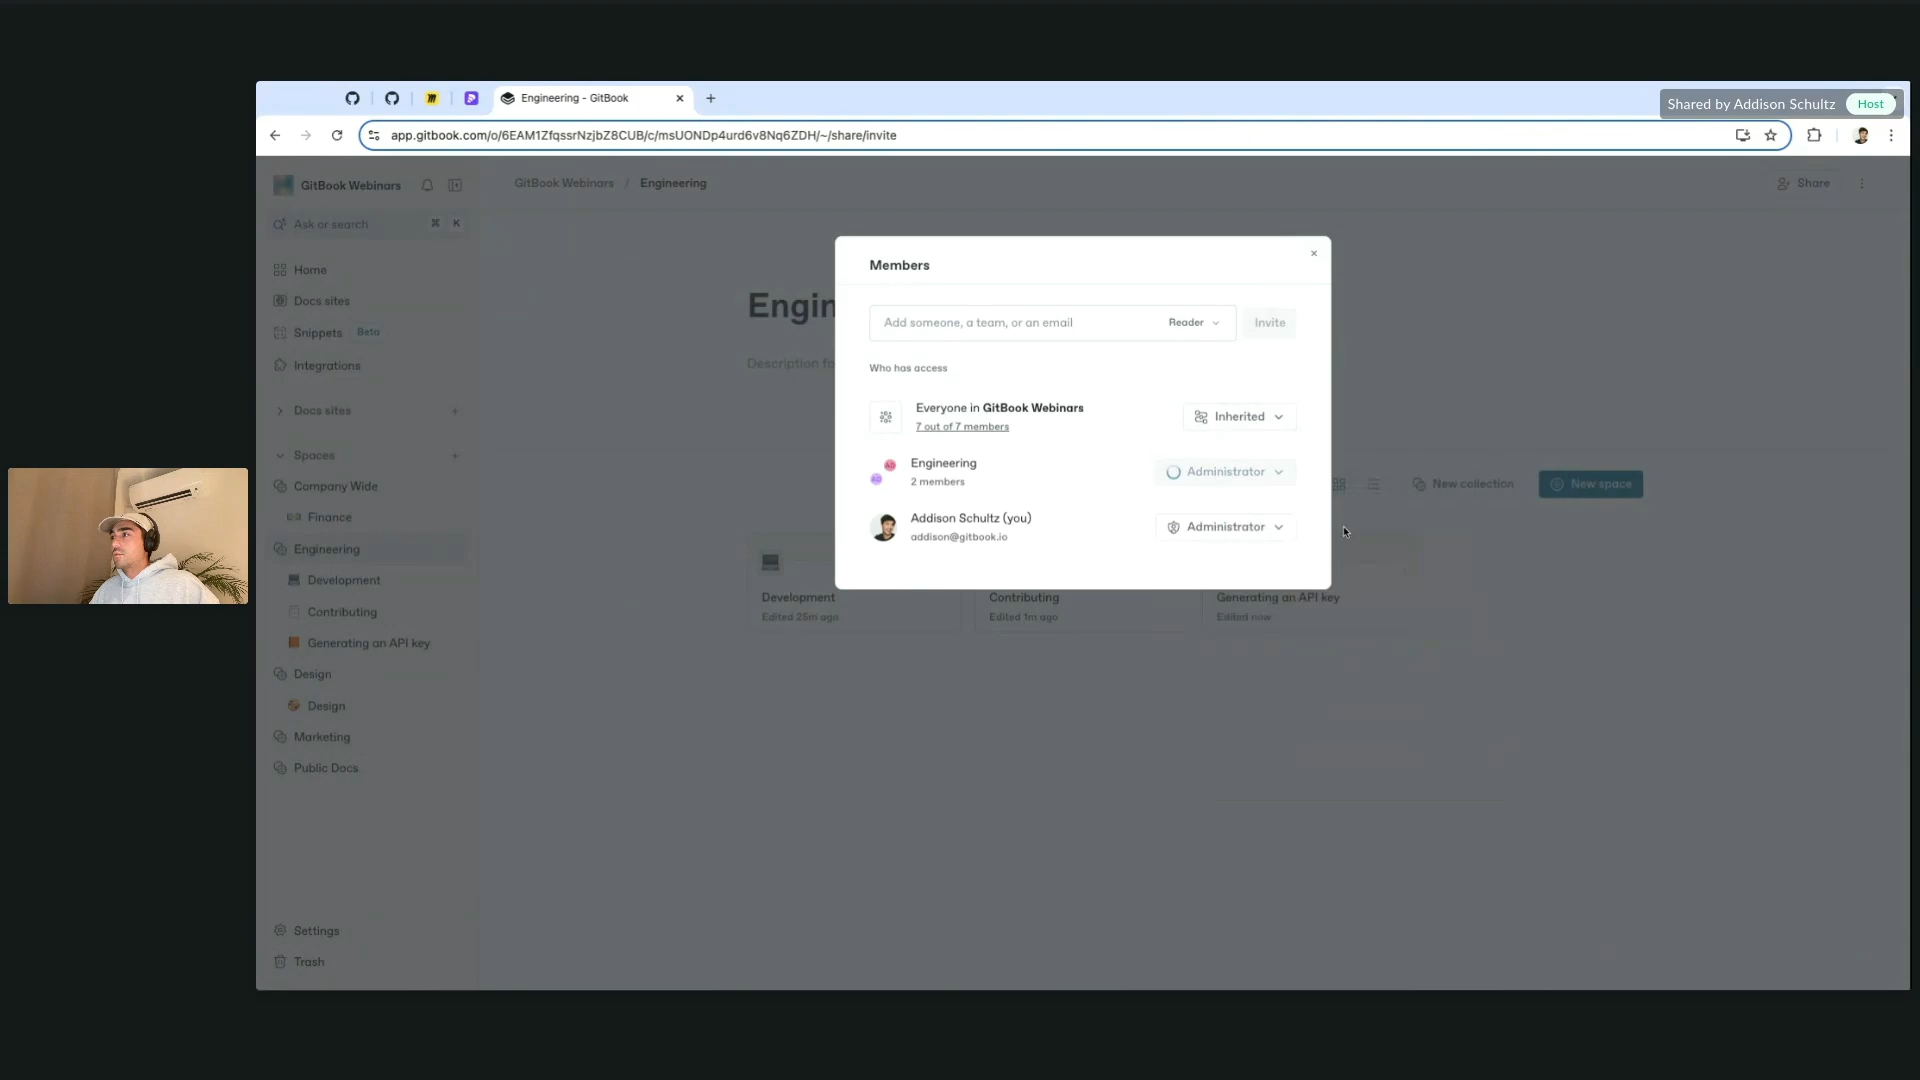 Engineering - GitBook
Shared by Addison Schultz Host
app.gitbook.com/o/6EAM1ZfqssrNzjbZ8CUB/c/msUONDp4urd6v8Nq6ZDH/~/share/invite
GitBook Webinars
GitBook Webinars / Engineering
Share
Ask or search ⌘ K
Home
Docs sites
Snippets Beta
Integrations
Docs sites
Spaces
Company Wide
Finance
Engineering
Development
Contributing
Generating an API key
Design
Design
Marketing
Public Docs
Settings
Trash
Engin
Description
Members
Add someone, a team, or an email Reader Invite
Who has access
Everyone in GitBook Webinars
7 out of 7 members
Inherited
Engineering
2 members
Administrator
Addison Schultz (you)
addison@gitbook.io
Administrator
New collection
New space
Development
Edited 25m ago
Contributing
Edited 1m ago
Generating an API key
Edited now